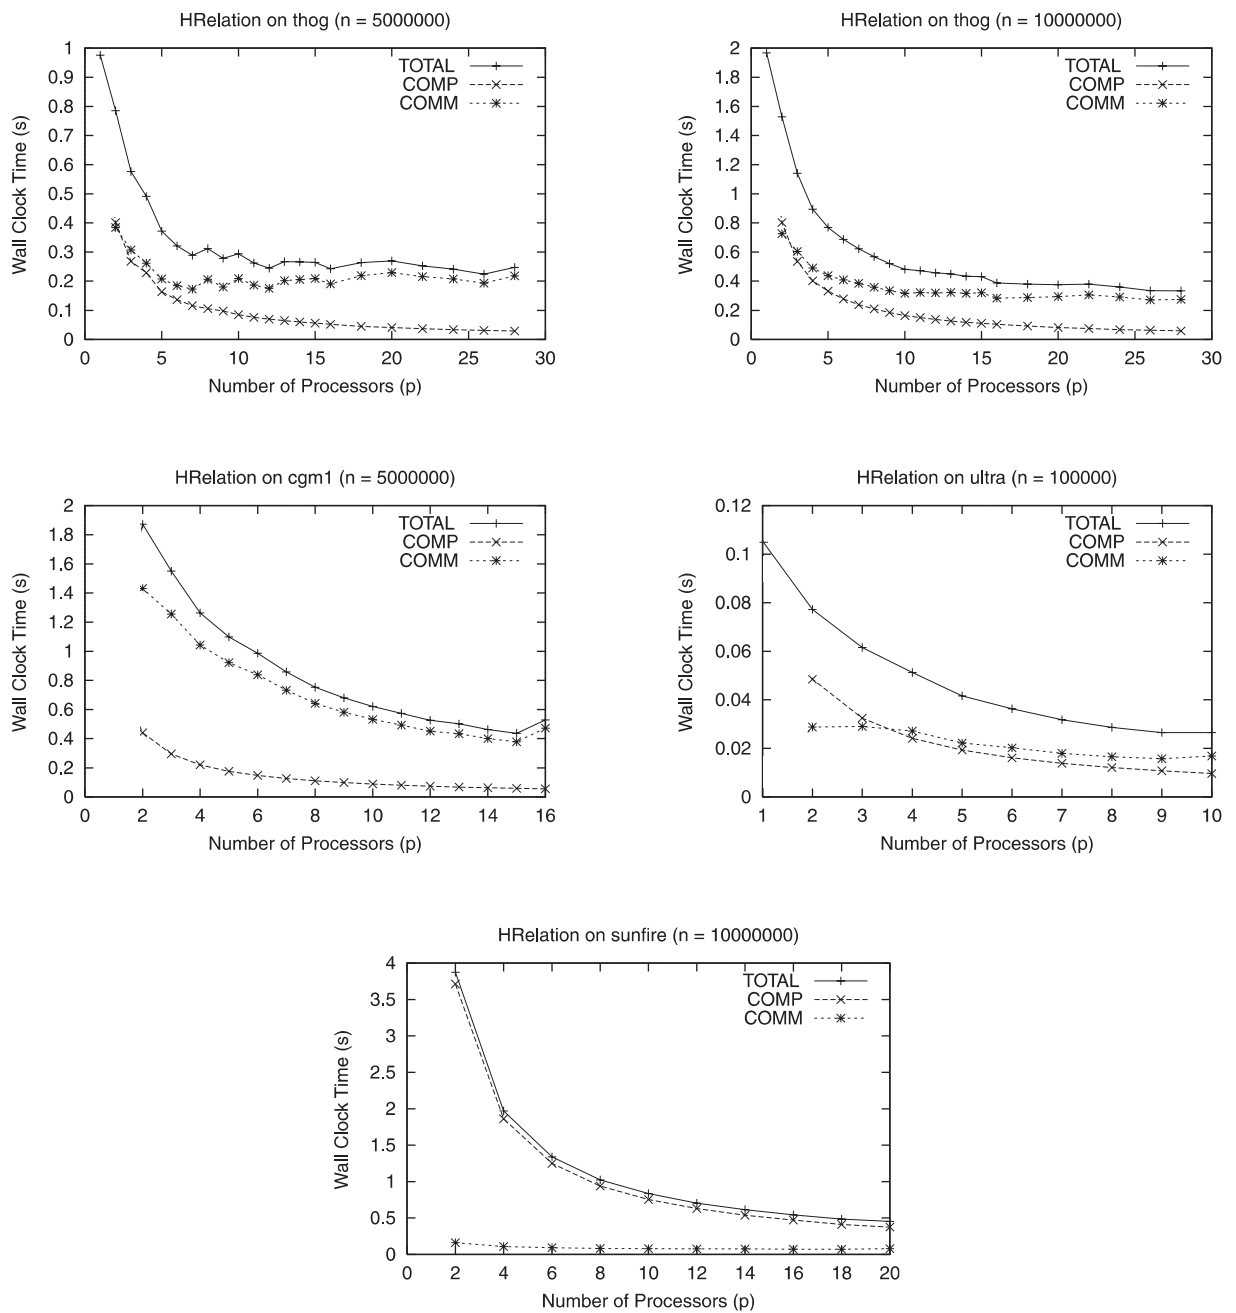 HRelation on thog (n = 5000000)
Wall Clock Time (s)
1
0.9
0.8
0.7
0.6
0.5
0.4
0.3
0.2
0.1
0
TOTAL
COMP
COMM
0 5 10 15 20 25 30
Number of Processors (p)
HRelation on thog (n = 10000000)
Wall Clock Time (s)
2
1.8
1.6
1.4
1.2
1
0.8
0.6
0.4
0.2
0
TOTAL
COMP
COMM
0 5 10 15 20 25 30
Number of Processors (p)
HRelation on cgm1 (n = 5000000)
Wall Clock Time (s)
2
1.8
1.6
1.4
1.2
1
0.8
0.6
0.4
0.2
0
TOTAL
COMP
COMM
0 2 4 6 8 10 12 14 16
Number of Processors (p)
HRelation on ultra (n = 100000)
Wall Clock Time (s)
0.12
0.1
0.08
0.06
0.04
0.02
0
TOTAL
COMP
COMM
1 2 3 4 5 6 7 8 9 10
Number of Processors (p)
HRelation on sunfire (n = 10000000)
Wall Clock Time (s)
4
3.5
3
2.5
2
1.5
1
0.5
0
TOTAL
COMP
COMM
0 2 4 6 8 10 12 14 16 18 20
Number of Processors (p)